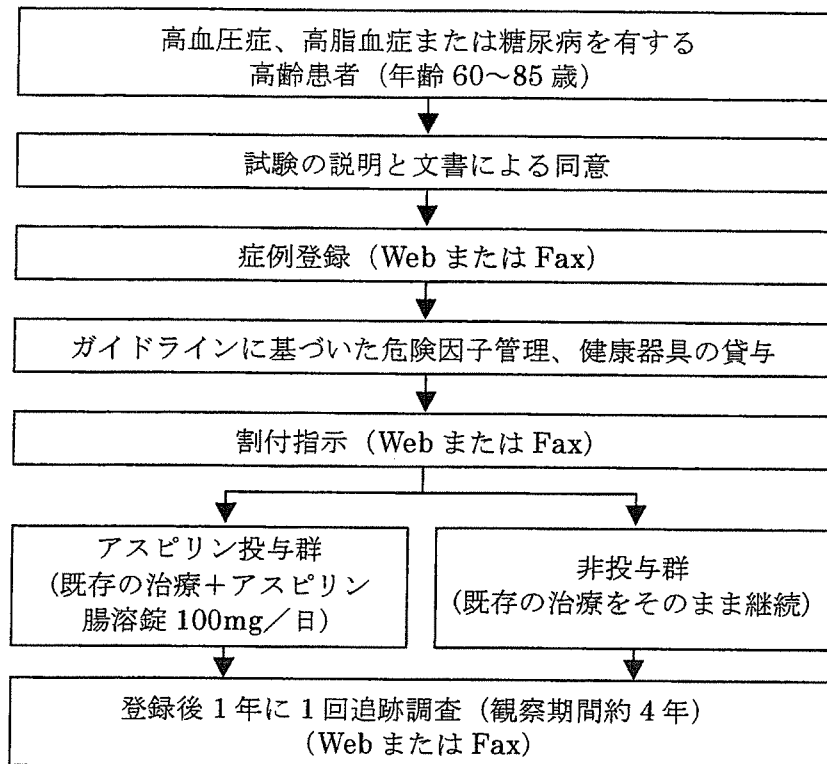 高血圧症、高脂血症または糖尿病を有する
高齢患者（年齢 60～85 歳）
試験の説明と文書による同意
症例登録（Web または Fax）
ガイドラインに基づいた危険因子管理、健康器具の貸与
割付指示（Web または Fax）
アスピリン投与群
(既存の治療＋アスピリン
腸溶錠 100mg／日)
非投与群
(既存の治療をそのまま継続)
登録後 1 年に 1 回追跡調査（観察期間約 4 年）
(Web または Fax)